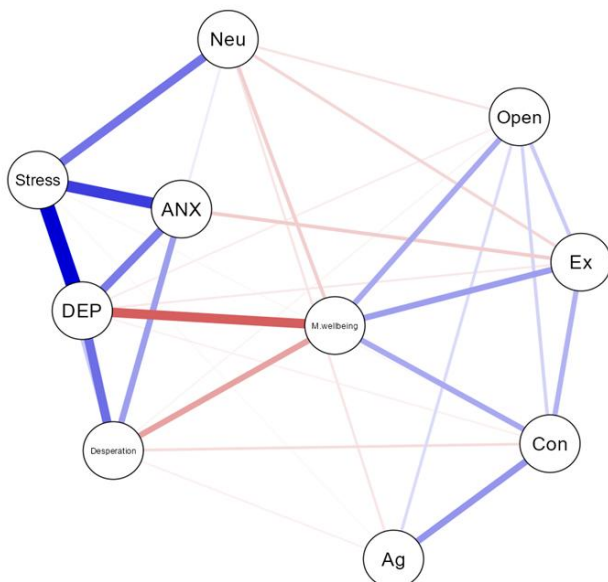 Neu
Open
Stress
ANX
Ex
DEP
M.wellbeing
Con
Desperation
Ag